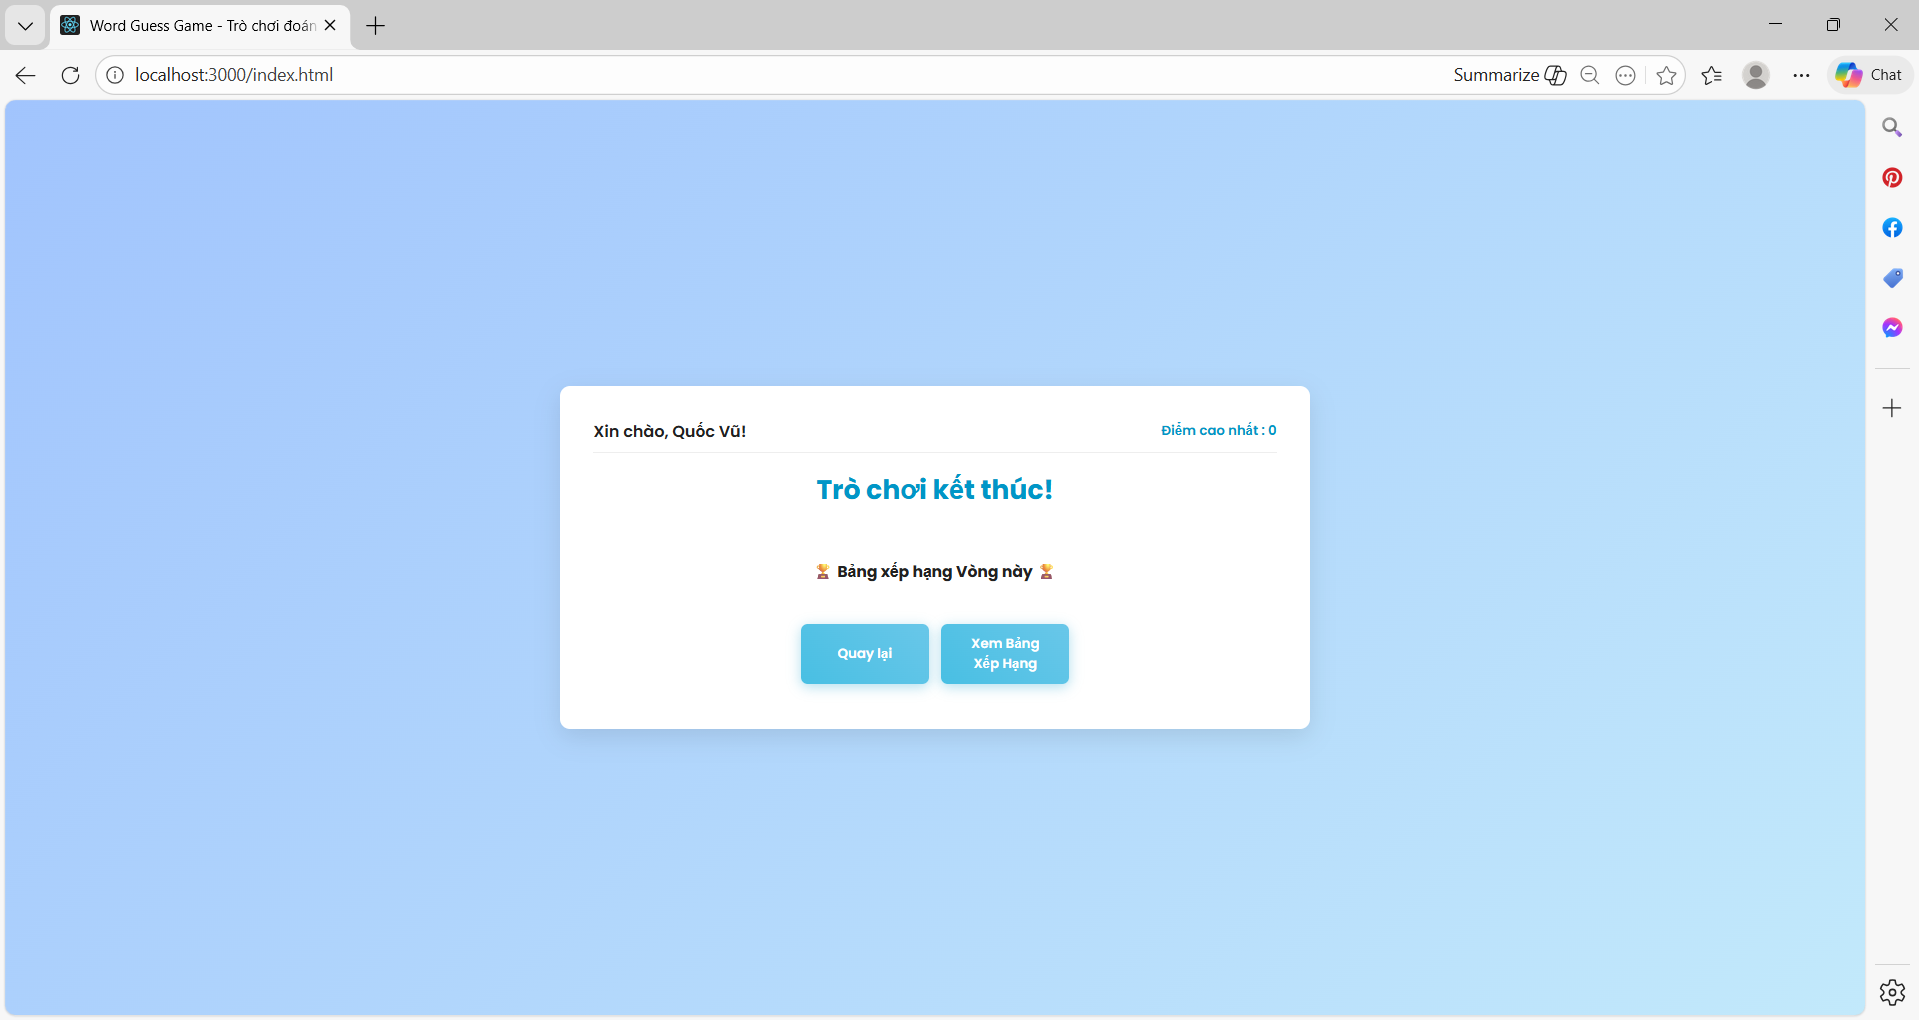 Word Guess Game - Trò chơi đoán
localhost:3000/index.html
Summarize
Chat
Xin chào, Quốc Vũ!
Điểm cao nhất : 0
Trò chơi kết thúc!
🏆 Bảng xếp hạng Vòng này 🏆
Quay lại
Xem Bảng
Xếp Hạng